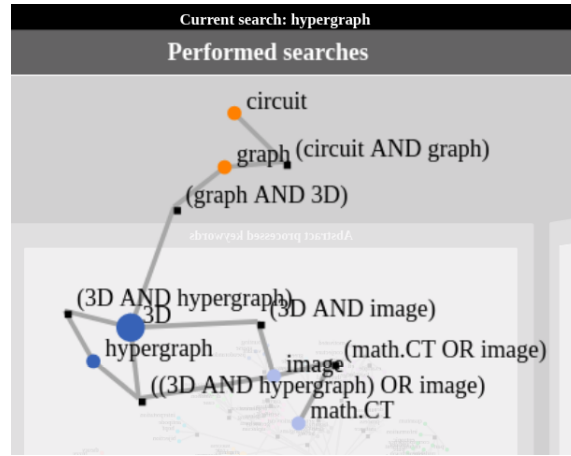 Current search: hypergraph
Performed searches
circuit
graph
(circuit AND graph)
(graph AND 3D)
Abstract processed keywords
(3D AND hypergraph)
3D
(3D AND image)
hypergraph
image
(math.CT OR image)
((3D AND hypergraph) OR image)
math.CT